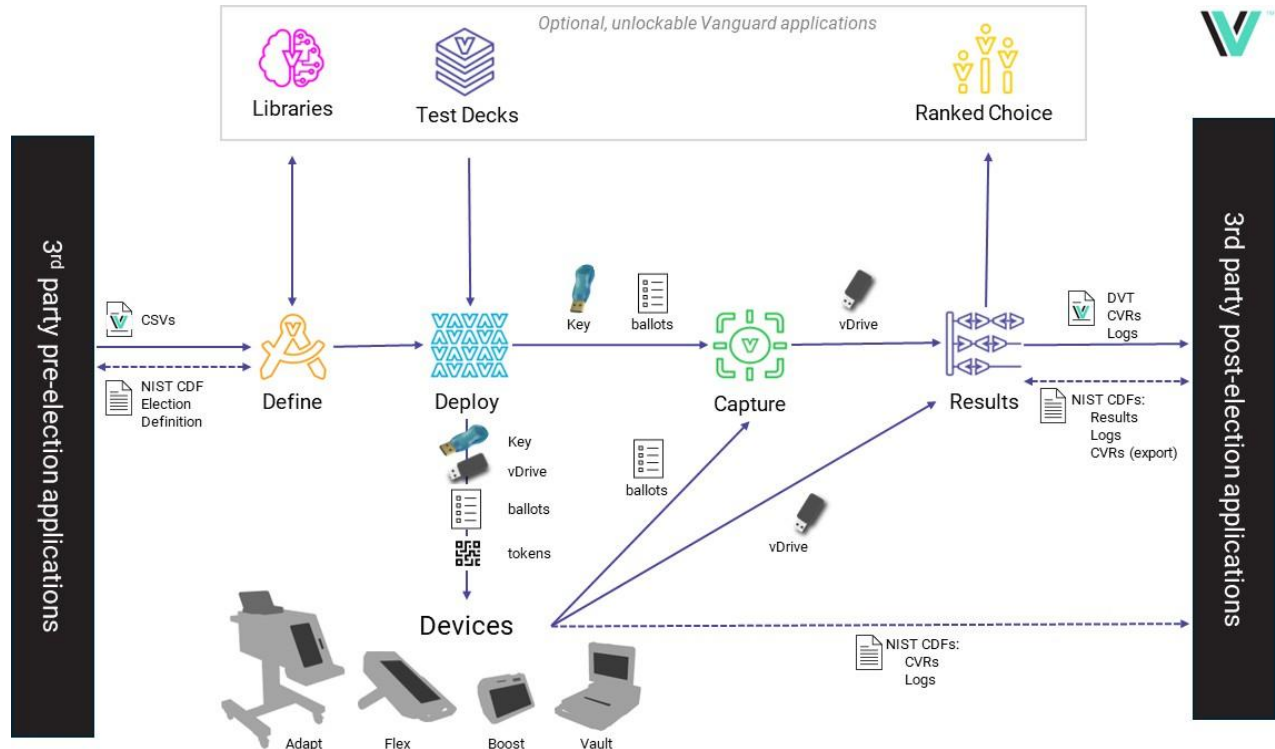 Optional, unlockable Vanguard applications
Libraries
Test Decks
Ranked Choice
3rd party pre-election applications
3rd party post-election applications
CSVs
NIST CDF
Election
Definition
Define
Deploy
Key
ballots
Capture
vDrive
Results
DVT
CVRs
Logs
NIST CDFs:
Results
Logs
CVRs (export)
Key
vDrive
ballots
tokens
ballots
vDrive
Devices
NIST CDFs:
CVRs
Logs
Adapt
Flex
Boost
Vault